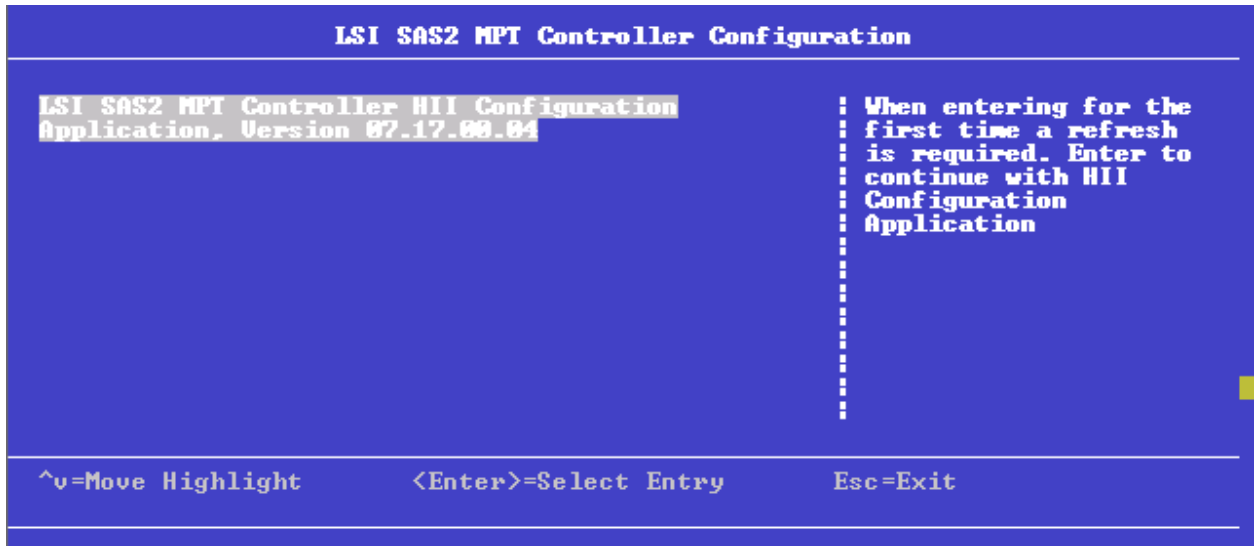 LSI SAS2 MPT Controller Configuration
LSI SAS2 MPT Controller HII Configuration
Application, Version 07.17.00.04
When entering for the
first time a refresh
is required. Enter to
continue with HII
Configuration
Application
^v=Move Highlight <Enter>=Select Entry Esc=Exit